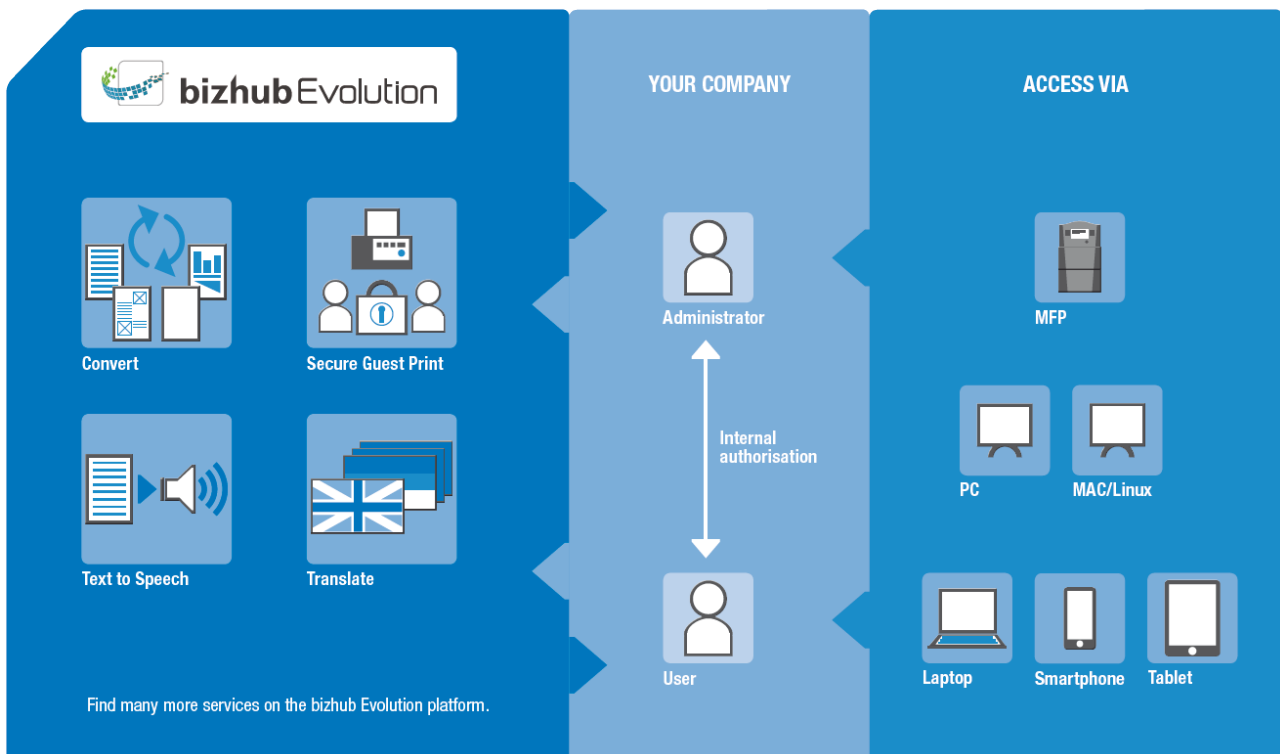 bizhub Evolution
YOUR COMPANY
ACCESS VIA
Convert
Secure Guest Print
Administrator
MFP
Internal
authorisation
PC
MAC/Linux
Text to Speech
Translate
User
Laptop
Smartphone
Tablet
Find many more services on the bizhub Evolution platform.